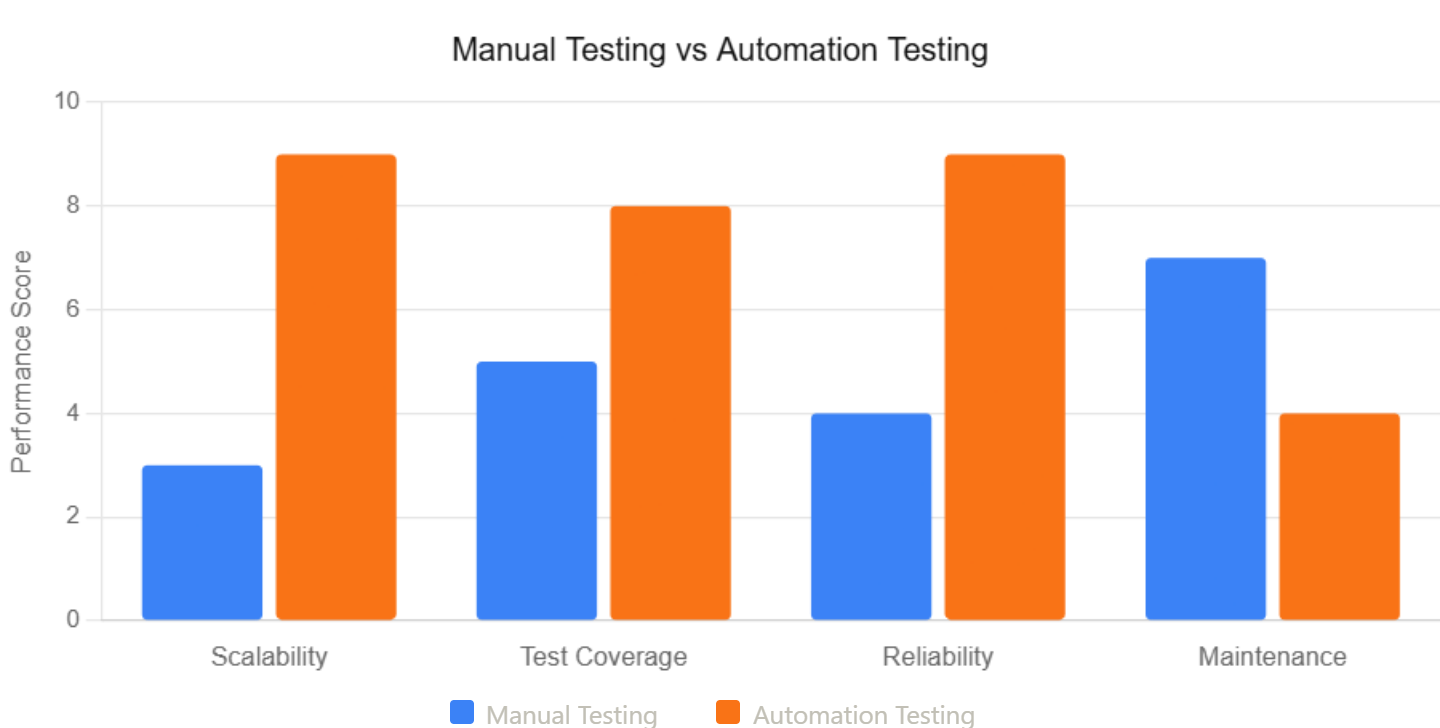 Manual Testing vs Automation Testing
10
8
6
4
2
0
Performance Score
Scalability Test Coverage Reliability Maintenance
Manual Testing Automation Testing